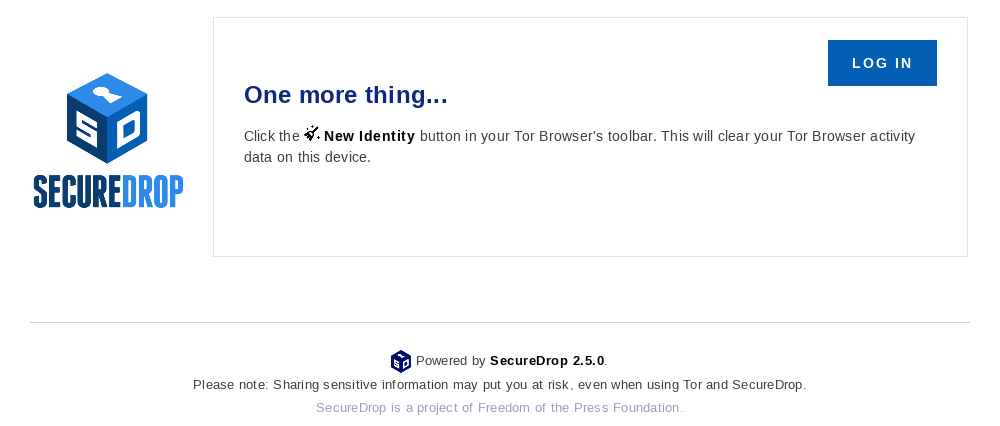 LOG IN
One more thing...
Click the New Identity button in your Tor Browser's toolbar. This will clear your Tor Browser activity
data on this device.
SD
SECUREDROP
Powered by SecureDrop 2.5.0.
Please note: Sharing sensitive information may put you at risk, even when using Tor and SecureDrop.
SecureDrop is a project of Freedom of the Press Foundation.